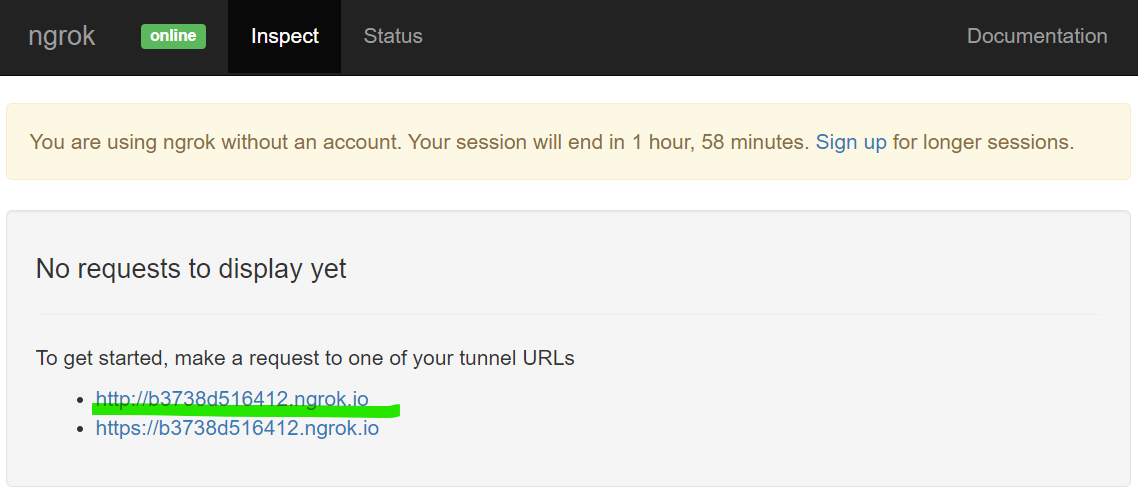 ngrok online Inspect Status Documentation
You are using ngrok without an account. Your session will end in 1 hour, 58 minutes. Sign up for longer sessions.
No requests to display yet
To get started, make a request to one of your tunnel URLs
• http://b3738d516412.ngrok.io
• https://b3738d516412.ngrok.io